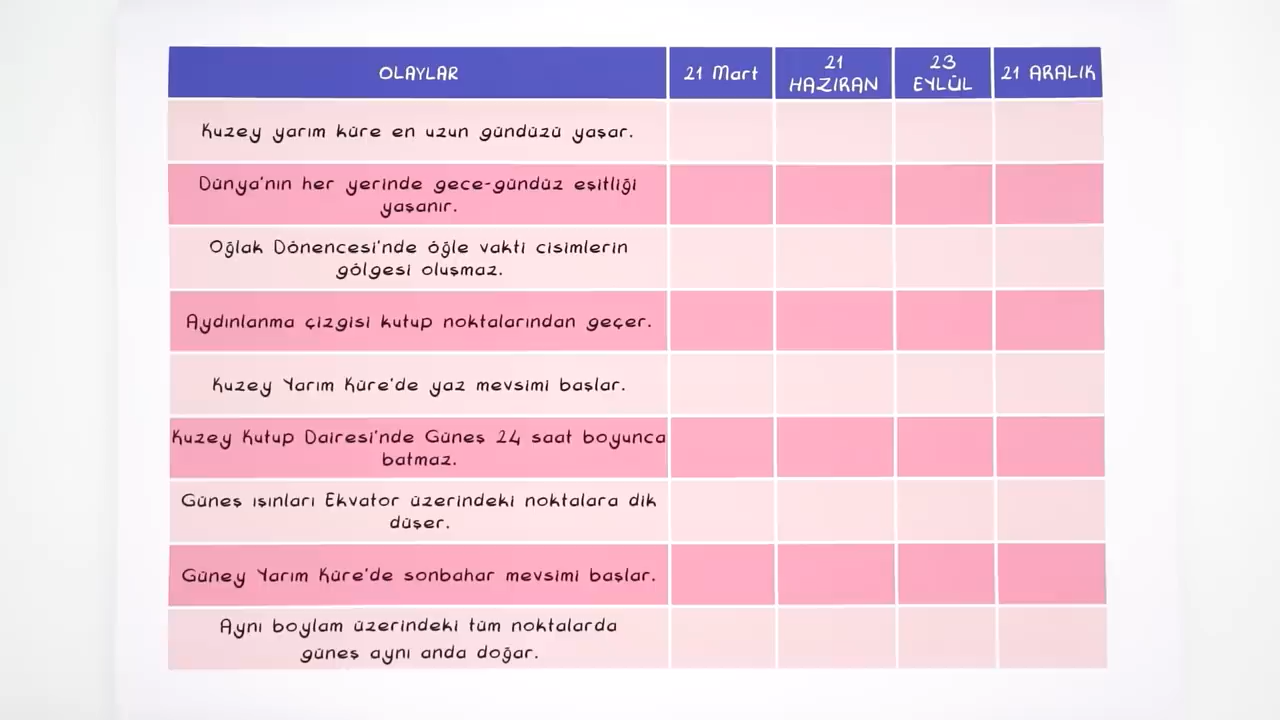 OLAYLAR
21 Mart
21
HAZIRAN
23
EYLÜL
21 ARALIK
Kuzey yarım küre en uzun gündüzü yaşar.
Dünya'nın her yerinde gece-gündüz eşitliği
yaşanır.
Oğlak Dönencesi'nde öğle vakti cisimlerin
gölgesi oluşmaz.
Aydınlanma çizgisi kutup noktalarından geçer.
Kuzey Yarım Küre'de yaz mevsimi başlar.
Kuzey Kutup Dairesi'nde Güneş 24 saat boyunca
batmaz.
Güneş ışınları Ekvator üzerindeki noktalara dik
düşer.
Güney Yarım Küre'de sonbahar mevsimi başlar.
Aynı boylam üzerindeki tüm noktalarda
güneş aynı anda doğar.